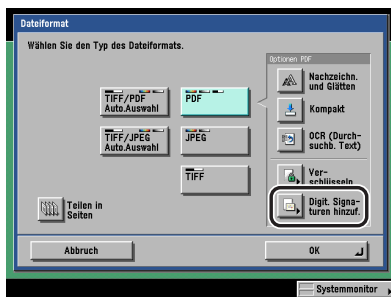 Dateiformat
Wählen Sie den Typ des Dateiformats.
Optionen PDF
TIFF/PDF
Auto.Auswahl
PDF
Nachzeichn.
und Glätten
Kompakt
TIFF/JPEG
Auto.Auswahl
JPEG
OCR (Durch-
suchb. Text)
TIFF
Ver-
schlüsseln
Teilen in
Seiten
Digit. Signa-
turen hinzuf.
Abbruch
OK
Systemmonitor